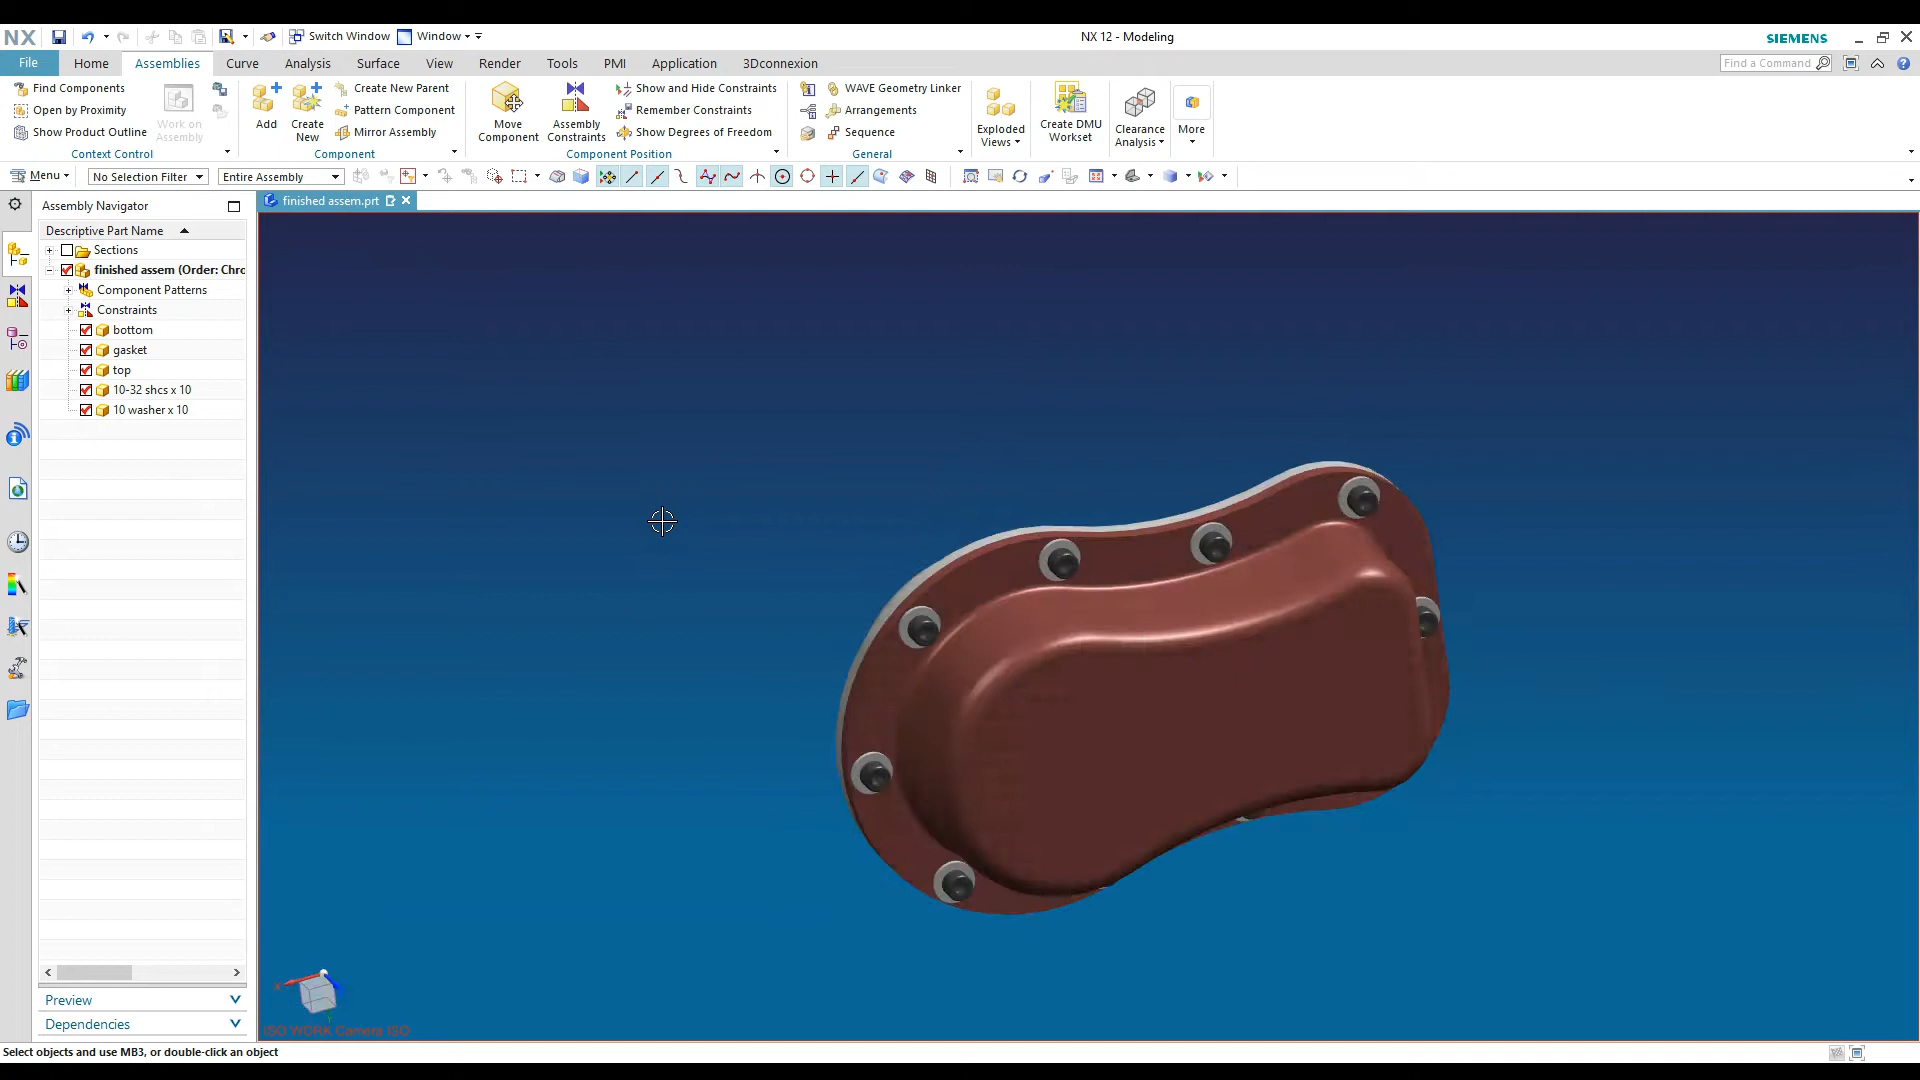 NX
Switch Window
Window
NX 12 - Modeling
SIEMENS
File
Home
Assemblies
Curve
Analysis
Surface
View
Render
Tools
PMI
Application
3Dconnexion
Find a Command
Find Components
Open by Proximity
Show Product Outline
Work on
Assembly
Context Control
Add
Create
New
Create New Parent
Pattern Component
Mirror Assembly
Component
Move
Component
Assembly
Constraints
Show and Hide Constraints
Remember Constraints
Show Degrees of Freedom
Component Position
WAVE Geometry Linker
Arrangements
Sequence
General
Exploded
Views
Create DMU
Workset
Clearance
Analysis
More
Menu
No Selection Filter
Entire Assembly
Assembly Navigator
finished assem.prt
Descriptive Part Name
Sections
finished assem (Order: Chro
Component Patterns
Constraints
bottom
gasket
top
10-32 shcs x 10
10 washer x 10
Preview
Dependencies
X
ISO WORK Camera ISO
Select objects and use MB3, or double-click an object